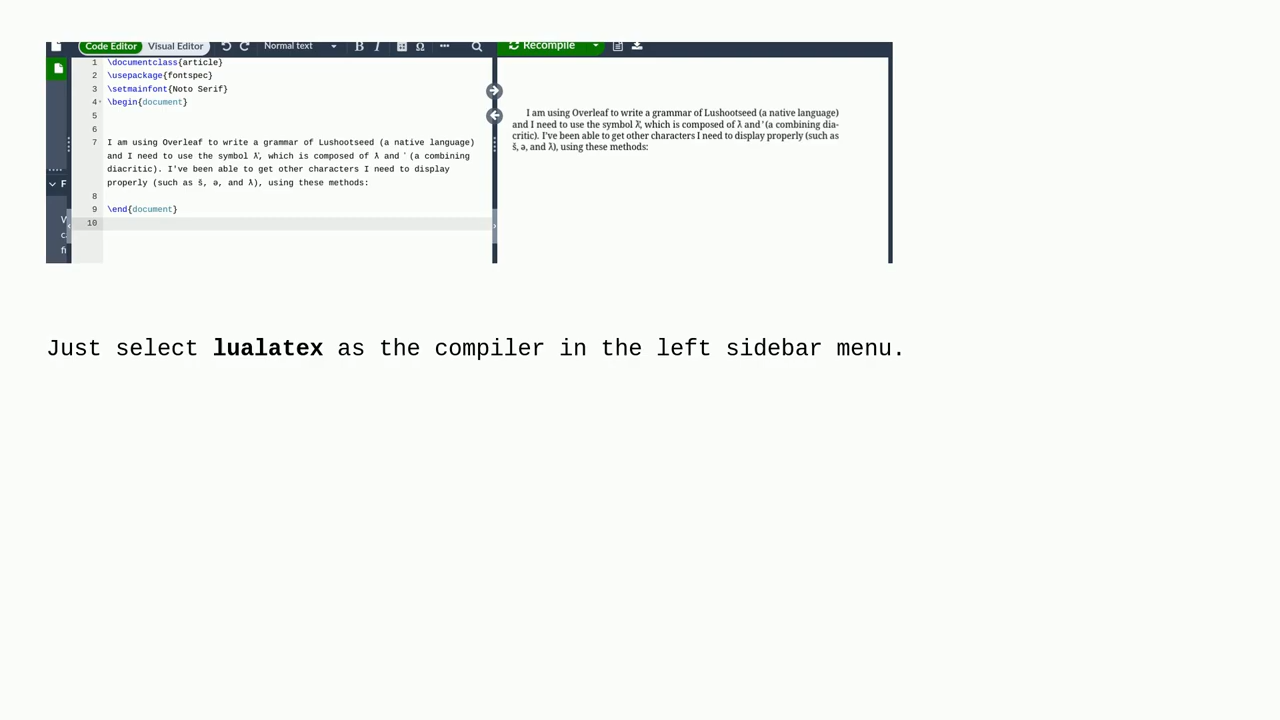 Code Editor Visual Editor Normal text B I Ω Recompile
1 \documentclass{article}
2 \usepackage{fontspec}
3 \setmainfont{Noto Serif}
4 \begin{document}
5
6
7 I am using Overleaf to write a grammar of Lushootseed (a native language)
and I need to use the symbol ƛ̓, which is composed of ƛ and ̓ (a combining
diacritic). I've been able to get other characters I need to display
properly (such as š, ə, and ƛ), using these methods:
8
9 \end{document}
10
F
I am using Overleaf to write a grammar of Lushootseed (a native language)
and I need to use the symbol ƛ̓, which is composed of ƛ and ̓ (a combining dia-
critic). I've been able to get other characters I need to display properly (such as
š, ə, and ƛ), using these methods:
Just select lualatex as the compiler in the left sidebar menu.